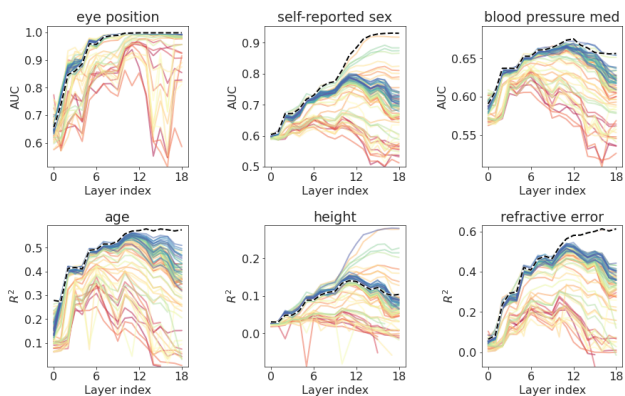 eye position
self-reported sex
blood pressure med
AUC
1.0
0.9
0.8
0.7
0.6
0 6 12 18
Layer index
AUC
0.9
0.8
0.7
0.6
0.5
0 6 12 18
Layer index
AUC
0.65
0.60
0.55
0 6 12 18
Layer index
age
height
refractive error
R²
0.5
0.4
0.3
0.2
0.1
0 6 12 18
Layer index
R²
0.2
0.1
0.0
0 6 12 18
Layer index
R²
0.6
0.4
0.2
0.0
0 6 12 18
Layer index